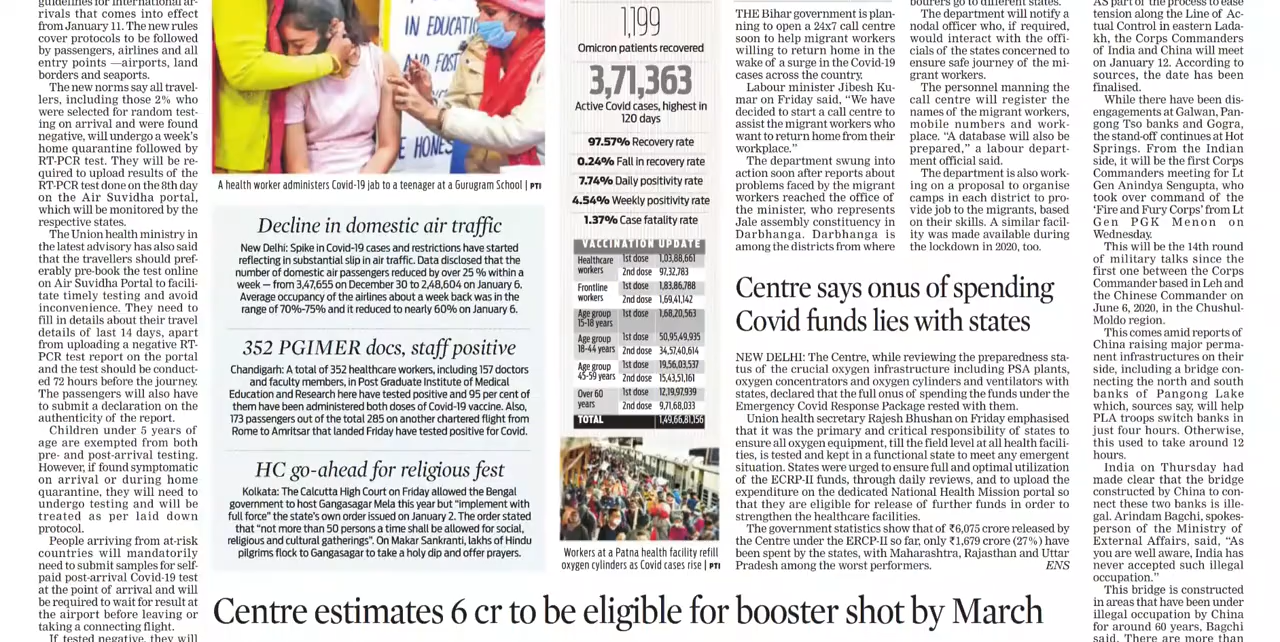 guidelines for international ar-
rivals that comes into effect
from January 11. The new rules
cover protocols to be followed
by passengers, airlines and all
entry points —airports, land
borders and seaports.
The new norms say all travel-
lers, including those 2% who
were selected for random test-
ing on arrival and were found
negative, will undergo a week's
home quarantine followed by
RT-PCR test. They will be re-
quired to upload results of the
RT-PCR test done on the 8th day
on the Air Suvidha portal,
which will be monitored by the
respective states.
The Union health ministry in
the latest advisory has also said
that the travellers should pref-
erably pre-book the test online
on Air Suvidha Portal to facili-
tate timely testing and avoid
inconvenience. They need to
fill in details about their travel
details of last 14 days, apart
from uploading a negative RT-
PCR test report on the portal
and the test should be conduct-
ed 72 hours before the journey.
The passengers will also have
to submit a declaration on the
authenticity of the report.
Children under 5 years of
age are exempted from both
pre- and post-arrival testing.
However, if found symptomatic
on arrival or during home
quarantine, they will need to
undergo testing and will be
treated as per laid down
protocol.
People arriving from at-risk
countries will mandatorily
need to submit samples for self-
paid post-arrival Covid-19 test
at the point of arrival and will
be required to wait for result at
the airport before leaving or
taking a connecting flight.
If tested negative, they will
IN EDUCATIO
AND FOST
HONES
A health worker administers Covid-19 jab to a teenager at a Gurugram School | PTI
Decline in domestic air traffic
New Delhi: Spike in Covid-19 cases and restrictions have started
reflecting in substantial slip in air traffic. Data disclosed that the
number of domestic air passengers reduced by over 25 % within a
week — from 3,47,655 on December 30 to 2,48,604 on January 6.
Average occupancy of the airlines about a week back was in the
range of 70%-75% and it reduced to nearly 60% on January 6.
352 PGIMER docs, staff positive
Chandigarh: A total of 352 healthcare workers, including 157 doctors
and faculty members, in Post Graduate Institute of Medical
Education and Research here have tested positive and 95 per cent of
them have been administered both doses of Covid-19 vaccine. Also,
173 passengers out of the total 285 on another chartered flight from
Rome to Amritsar that landed Friday have tested positive for Covid.
HC go-ahead for religious fest
Kolkata: The Calcutta High Court on Friday allowed the Bengal
government to host Gangasagar Mela this year but “implement with
full force” the state's own order issued on January 2. The order stated
that “not more than 50 persons a time shall be allowed for social,
religious and cultural gatherings”. On Makar Sankranti, lakhs of Hindu
pilgrims flock to Gangasagar to take a holy dip and offer prayers.
1,199
Omicron patients recovered
3,71,363
Active Covid cases, highest in
120 days
97.57% Recovery rate
0.24% Fall in recovery rate
7.74% Daily positivity rate
4.54% Weekly positivity rate
1.37% Case fatality rate
VACCINATION UPDATE
Healthcare workers 1st dose 1,03,88,661
2nd dose 97,32,783
Frontline workers 1st dose 1,83,86,788
2nd dose 1,69,41,142
Age group 15-18 years 1st dose 1,68,20,563
Age group 18-44 years 1st dose 50,95,49,935
2nd dose 34,57,40,614
Age group 45-59 years 1st dose 19,56,03,537
2nd dose 15,43,51,161
Over 60 years 1st dose 12,19,97,939
2nd dose 9,71,68,033
TOTAL 1,49,66,81,156
Workers at a Patna health facility refill
oxygen cylinders as Covid cases rise | PTI
THE Bihar government is plan-
ning to open a 24x7 call centre
soon to help migrant workers
willing to return home in the
wake of a surge in the Covid-19
cases across the country.
Labour minister Jibesh Ku-
mar on Friday said, “We have
decided to start a call centre to
assist the migrant workers who
want to return home from their
workplace.”
The department swung into
action soon after reports about
problems faced by the migrant
workers reached the office of
the minister, who represents
Jale assembly constituency in
Darbhanga. Darbhanga is
among the districts from where
bourers go to different states.
The department will notify a
nodal officer who, if required,
would interact with the offi-
cials of the states concerned to
ensure safe journey of the mi-
grant workers.
The personnel manning the
call centre will register the
names of the migrant workers,
mobile numbers and work-
place. “A database will also be
prepared,” a labour depart-
ment official said.
The department is also work-
ing on a proposal to organise
camps in each district to pro-
vide job to the migrants, based
on their skills. A similar facil-
ity was made available during
the lockdown in 2020, too.
Centre says onus of spending
Covid funds lies with states
NEW DELHI: The Centre, while reviewing the preparedness sta-
tus of the crucial oxygen infrastructure including PSA plants,
oxygen concentrators and oxygen cylinders and ventilators with
states, declared that the full onus of spending the funds under the
Emergency Covid Response Package rested with them.
Union health secretary Rajesh Bhushan on Friday emphasised
that it was the primary and critical responsibility of states to
ensure all oxygen equipment, till the field level at all health facili-
ties, is tested and kept in a functional state to meet any emergent
situation. States were urged to ensure full and optimal utilization
of the ECRP-II funds, through daily reviews, and to upload the
expenditure on the dedicated National Health Mission portal so
that they are eligible for release of further funds in order to
strengthen the healthcare facilities.
The government statistics show that of ₹6,075 crore released by
the Centre under the ERCP-II so far, only ₹1,679 crore (27%) have
been spent by the states, with Maharashtra, Rajasthan and Uttar
Pradesh among the worst performers. ENS
AS part of the process to ease
tension along the Line of Ac-
tual Control in eastern Lada-
kh, the Corps Commanders
of India and China will meet
on January 12. According to
sources, the date has been
finalised.
While there have been dis-
engagements at Galwan, Pang-
ong Tso banks and Gogra,
the stand-off continues at Hot
Springs. From the Indian
side, it will be the first Corps
Commanders meeting for Lt
Gen Anindya Sengupta, who
took over command of the
‘Fire and Fury Corps’ from Lt
Gen PGK Menon on
Wednesday.
This will be the 14th round
of military talks since the
first one between the Corps
Commander based in Leh and
the Chinese Commander on
June 6, 2020, in the Chushul-
Moldo region.
This comes amid reports of
China raising major perma-
nent infrastructures on their
side, including a bridge con-
necting the north and south
banks of Pangong Lake
which, sources say, will help
PLA troops switch banks in
just four hours. Otherwise,
this used to take around 12
hours.
India on Thursday had
made clear that the bridge
constructed by China to con-
nect these two banks is ille-
gal. Arindam Bagchi, spokes-
person of the Ministry of
External Affairs, said, “As
you are well aware, India has
never accepted such illegal
occupation.”
This bridge is constructed
in areas that have been under
illegal occupation by China
for around 60 years, Bagchi
said. There are more than
Centre estimates 6 cr to be eligible for booster shot by March